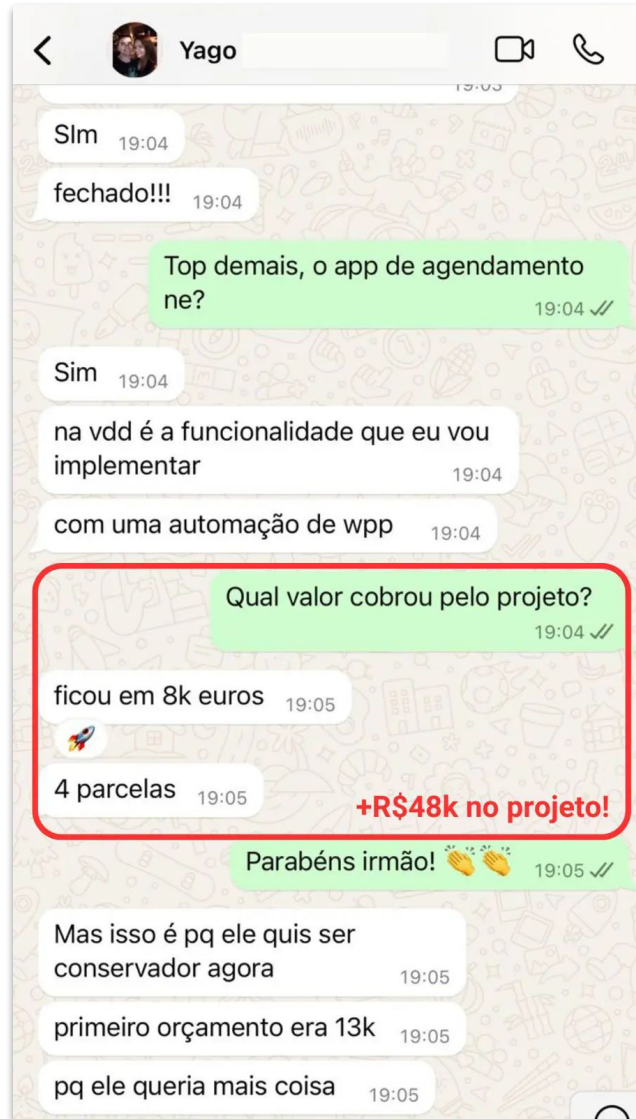 Yago
19:03
SIm 19:04
fechado!!! 19:04
Top demais, o app de agendamento
ne? 19:04
Sim 19:04
na vdd é a funcionalidade que eu vou
implementar 19:04
com uma automação de wpp 19:04
Qual valor cobrou pelo projeto?
19:04
ficou em 8k euros 19:05
🚀
4 parcelas 19:05
+R$48k no projeto!
Parabéns irmão! 👏👏 19:05
Mas isso é pq ele quis ser
conservador agora 19:05
primeiro orçamento era 13k 19:05
pq ele queria mais coisa 19:05